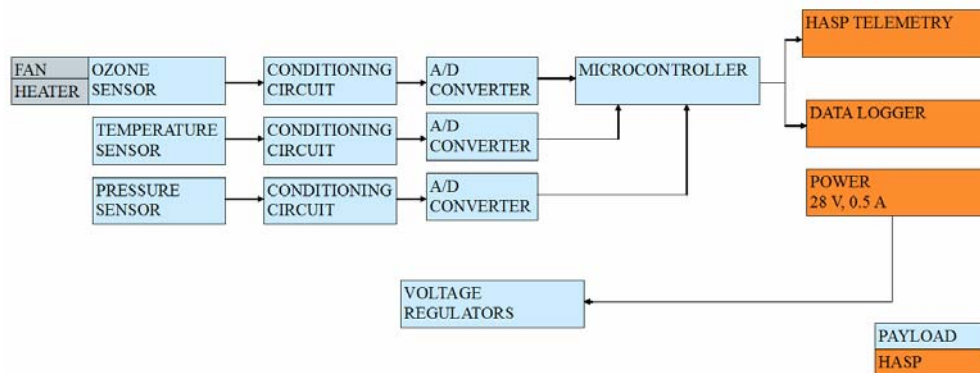 HASP TELEMETRY
FAN
HEATER
OZONE
SENSOR
CONDITIONING
CIRCUIT
A/D
CONVERTER
MICROCONTROLLER
DATA LOGGER
TEMPERATURE
SENSOR
CONDITIONING
CIRCUIT
A/D
CONVERTER
PRESSURE
SENSOR
CONDITIONING
CIRCUIT
A/D
CONVERTER
POWER
28 V, 0.5 A
VOLTAGE
REGULATORS
PAYLOAD
HASP